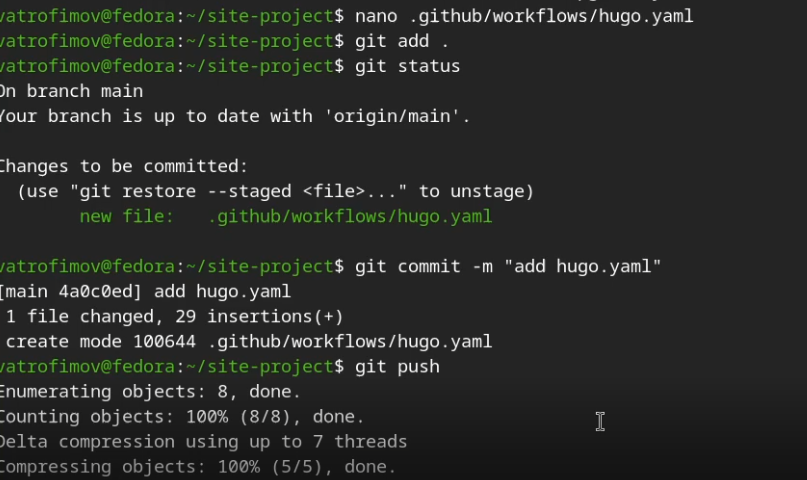 vatrofimov@fedora:~/site-project$ nano .github/workflows/hugo.yaml
vatrofimov@fedora:~/site-project$ git add .
vatrofimov@fedora:~/site-project$ git status
On branch main
Your branch is up to date with 'origin/main'.
Changes to be committed:
(use "git restore --staged <file>..." to unstage)
new file: .github/workflows/hugo.yaml
vatrofimov@fedora:~/site-project$ git commit -m "add hugo.yaml"
[main 4a0c0ed] add hugo.yaml
1 file changed, 29 insertions(+)
create mode 100644 .github/workflows/hugo.yaml
vatrofimov@fedora:~/site-project$ git push
Enumerating objects: 8, done.
Counting objects: 100% (8/8), done.
Delta compression using up to 7 threads
Compressing objects: 100% (5/5), done.